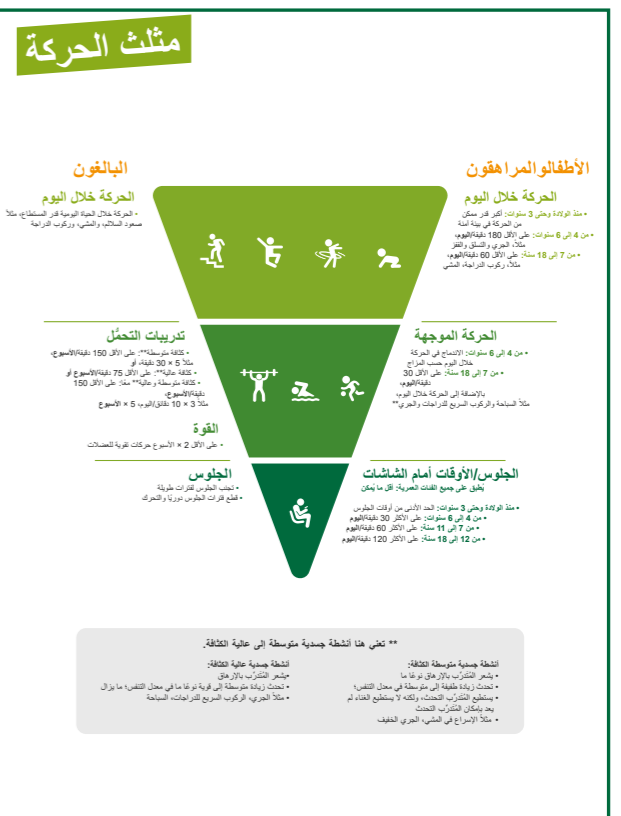 مثلث الحركة
الأطفالوالمراهقون
الحركة خلال اليوم
• منذ الولادة وحتى 3 سنوات: أكبر قدر ممكن
من الحركة في بيئة آمنة
• من 4 إلى 6 سنوات: على الأقل 180 دقيقة/اليوم،
مثلاً، الجري والتسلق والقفز
• من 7 إلى 18 سنة: على الأقل 60 دقيقة/اليوم،
مثلاً، ركوب الدراجة، المشي
البالغون
الحركة خلال اليوم
• الحركة خلال الحياة اليومية قدر المستطاع، مثلاً
صعود السلالم، والمشي، وركوب الدراجة
الحركة الموجهة
• من 4 إلى 6 سنوات: الاندماج في الحركة
خلال اليوم حسب المزاج
• من 7 إلى 18 سنة: على الأقل 30
دقيقة/اليوم،
بالإضافة إلى الحركة خلال اليوم،
مثلاً السباحة والركوب السريع للدراجات والجري**
تدريبات التحمُّل
• كثافة متوسطة**: على الأقل 150 دقيقة/الأسبوع،
مثلاً 5 × 30 دقيقة، أو
• كثافة عالية**: على الأقل 75 دقيقة/الأسبوع أو
• كثافة متوسطة وعالية** معًا: على الأقل 150
دقيقة/الأسبوع،
مثلاً 3 × 10 دقائق/اليوم، 5 × الأسبوع
القوة
• على الأقل 2 × الأسبوع حركات تقوية للعضلات
الجلوس/الأوقات أمام الشاشات
يُطبق على جميع الفئات العمرية: أقل ما يُمكن
• منذ الولادة وحتى 3 سنوات: الحد الأدنى من أوقات الجلوس
• من 4 إلى 6 سنوات: على الأكثر 30 دقيقة/اليوم
• من 7 إلى 11 سنة: على الأكثر 60 دقيقة/اليوم
• من 12 إلى 18 سنة: على الأكثر 120 دقيقة/اليوم
الجلوس
• تجنب الجلوس لفترات طويلة
• قطع فترات الجلوس دوريًا والتحرك
** تعني هنا أنشطة جسدية متوسطة إلى عالية الكثافة.
أنشطة جسدية متوسطة الكثافة:
• يشعر المُتدرِّب بالإرهاق نوعًا ما
• تحدث زيادة طفيفة إلى متوسطة في معدل التنفس؛
• يستطيع المُتدرِّب التحدث، ولكنه لا يستطيع الغناء لم
يعد بإمكان المُتدرِّب التحدث
• مثلاً الإسراع في المشي، الجري الخفيف
أنشطة جسدية عالية الكثافة:
•يشعر المُتدرِّب بالإرهاق
• تحدث زيادة متوسطة إلى قوية نوعًا ما في معدل التنفس؛ ما يزال
• مثلاً الجري، الركوب السريع للدراجات، السباحة